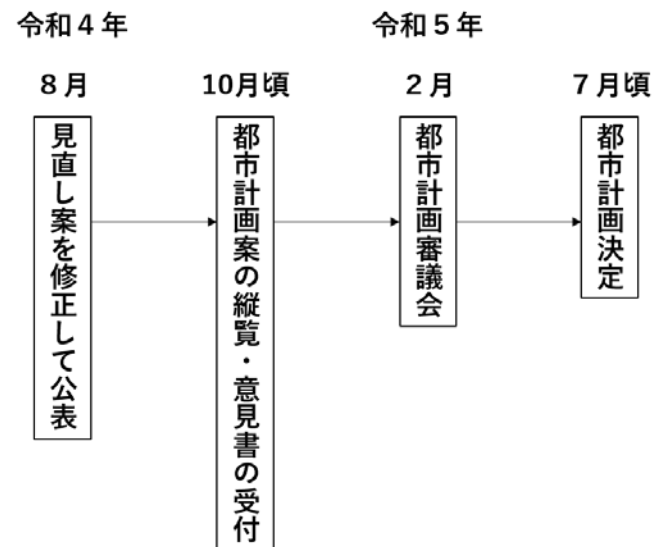 令和４年
令和５年
８月
10月頃
２月
７月頃
見直し案を修正して公表
都市計画案の縦覧・意見書の受付
都市計画審議会
都市計画決定